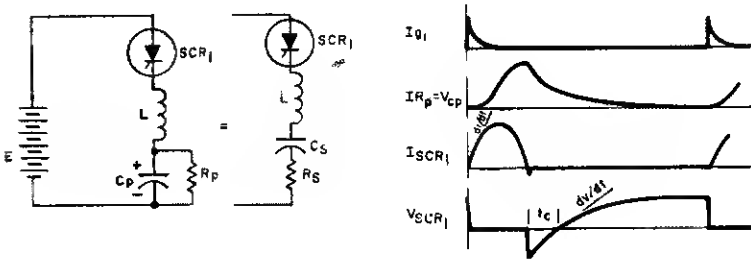 SCR1
L
+
CP
−
RP
E
=
SCR1
L
CS
RS
Ig1
IRp=Vcp
di/dt
ISCR1
tc
dv/dt
VSCR1